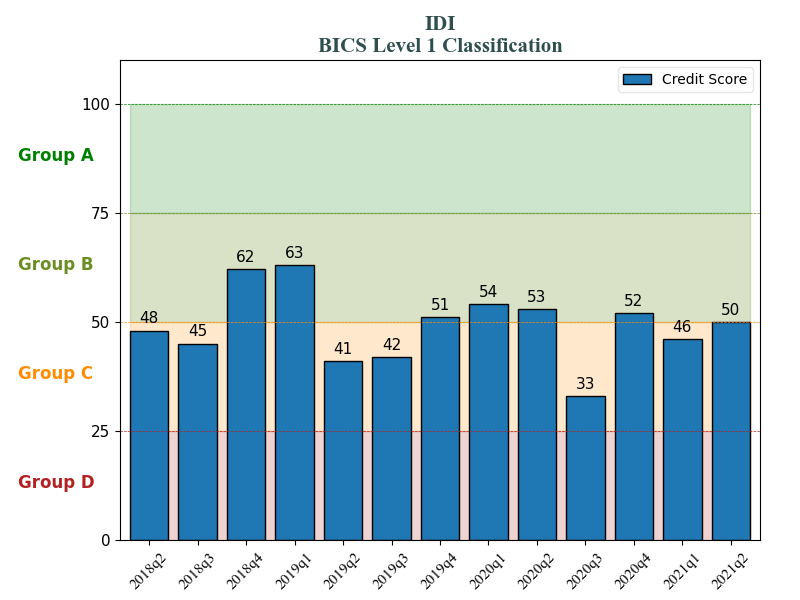 IDI
BICS Level 1 Classification
Credit Score
100
Group A
75
Group B
62
63
54
53
52
51
50
50
48
45
46
42
41
Group C
33
25
Group D
0
2018q2 2018q3 2018q4 2019q1 2019q2 2019q3 2019q4 2020q1 2020q2 2020q3 2020q4 2021q1 2021q2